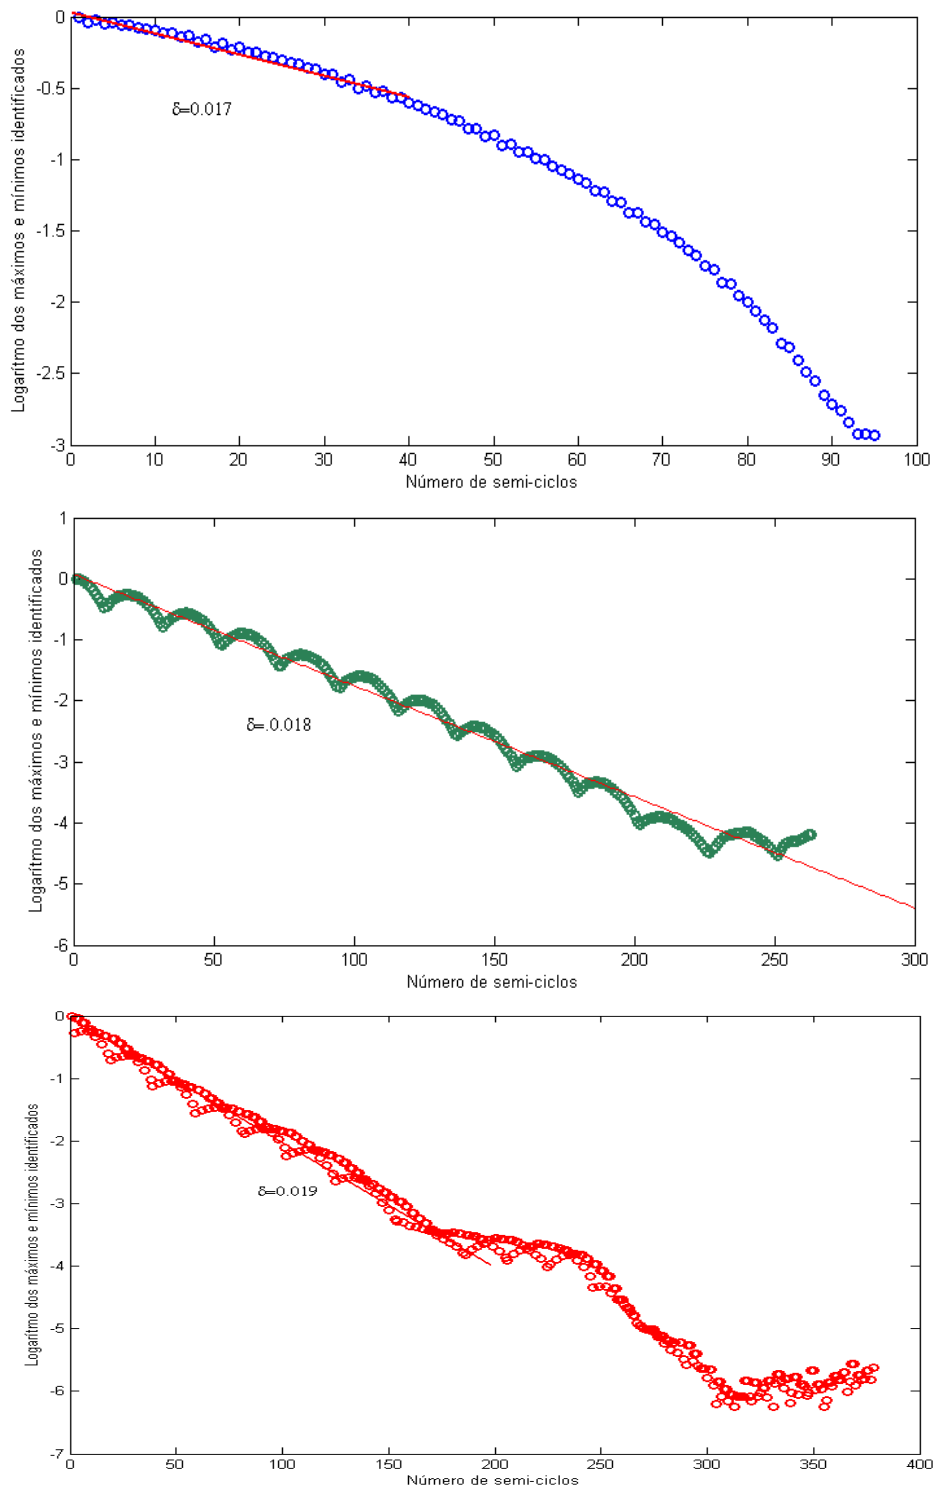 Logarítmo dos máximos e mínimos identificados
0
-0.5
-1
-1.5
-2
-2.5
-3
δ=0.017
0 10 20 30 40 50 60 70 80 90 100
Número de semi-ciclos
Logarítmo dos máximos e mínimos identificados
1
0
-1
-2
-3
-4
-5
-6
δ=.0.018
0 50 100 150 200 250 300
Número de semi-ciclos
Logarítmo dos máximos e mínimos identificados
0
-1
-2
-3
-4
-5
-6
-7
δ=0.019
0 50 100 150 200 250 300 350 400
Número de semi-ciclos